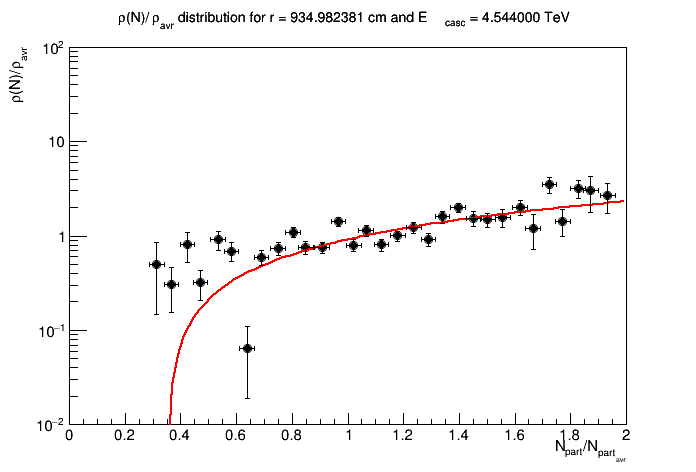 ρ(N)/ρavr distribution for r = 934.982381 cm and E casc = 4.544000 TeV
ρ(N)/ρavr
10²
10
1
10⁻¹
10⁻²
0 0.2 0.4 0.6 0.8 1 1.2 1.4 1.6 1.8 2
Npart/Npartavr